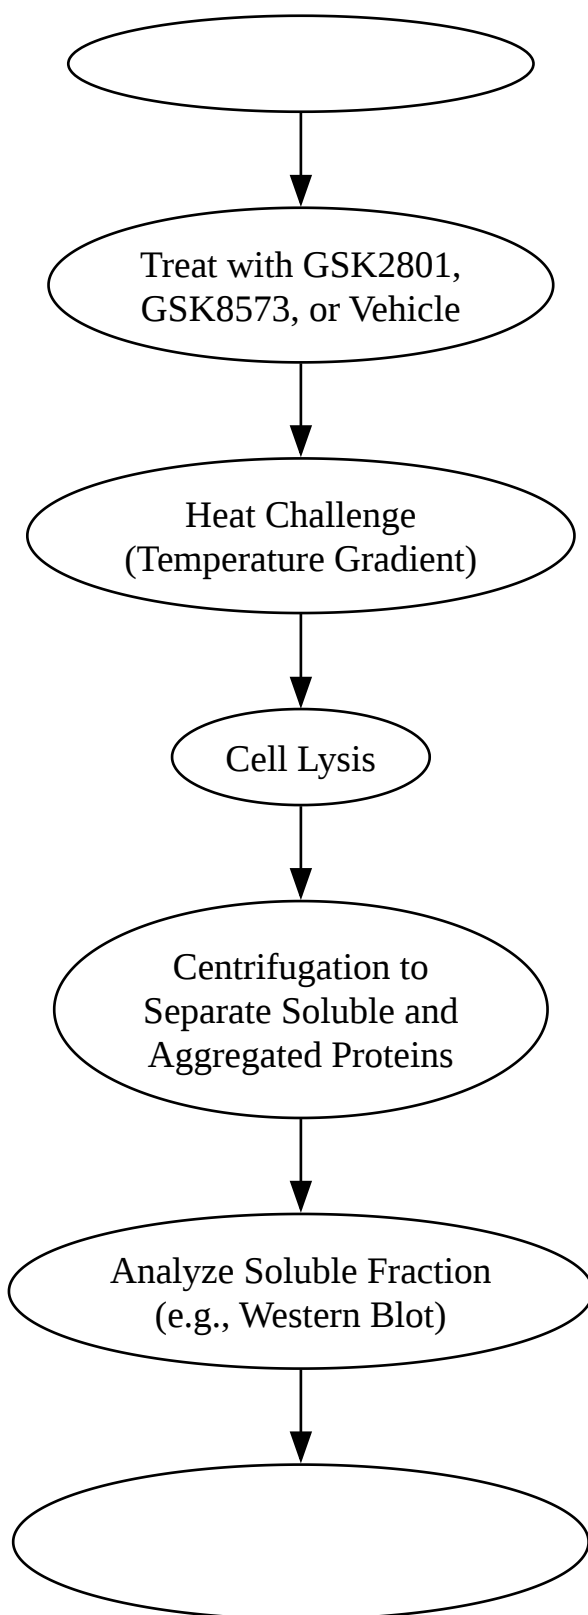 Treat with GSK2801,
GSK8573, or Vehicle
Heat Challenge
(Temperature Gradient)
Cell Lysis
Centrifugation to
Separate Soluble and
Aggregated Proteins
Analyze Soluble Fraction
(e.g., Western Blot)